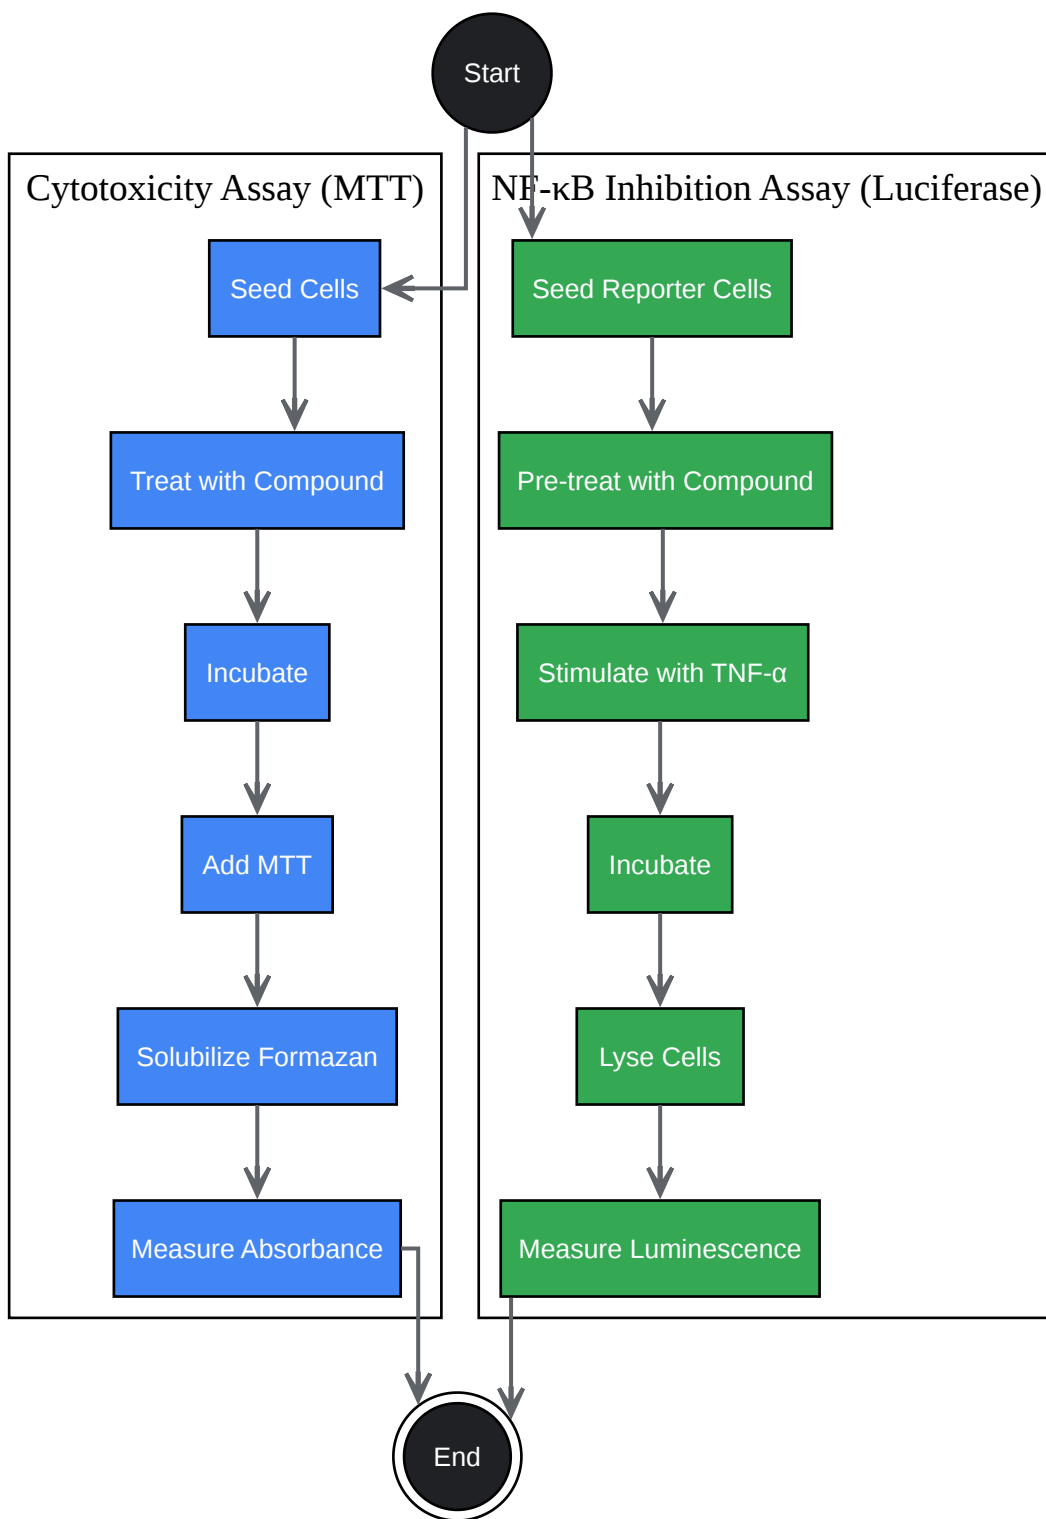 Start
Cytotoxicity Assay (MTT)
Seed Cells
Treat with Compound
Incubate
Add MTT
Solubilize Formazan
Measure Absorbance
NF-κB Inhibition Assay (Luciferase)
Seed Reporter Cells
Pre-treat with Compound
Stimulate with TNF-α
Incubate
Lyse Cells
Measure Luminescence
End